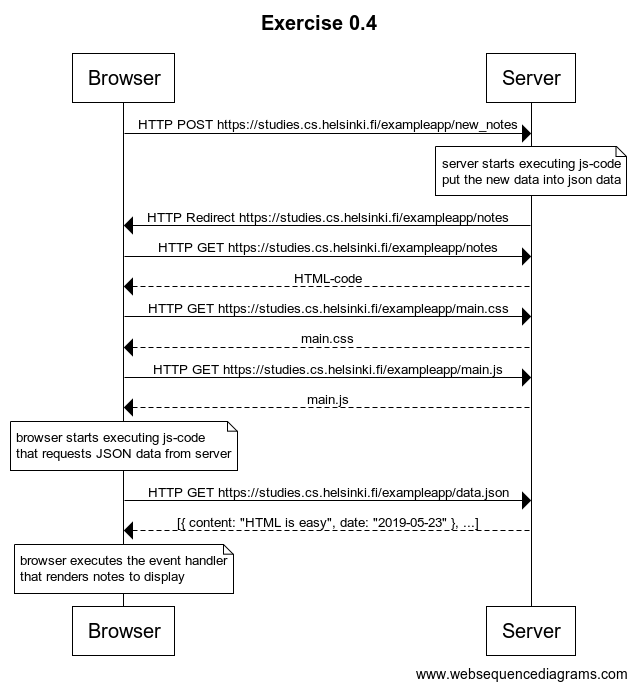 Exercise 0.4
Browser
Server
HTTP POST https://studies.cs.helsinki.fi/exampleapp/new_notes
server starts executing js-code
put the new data into json data
HTTP Redirect https://studies.cs.helsinki.fi/exampleapp/notes
HTTP GET https://studies.cs.helsinki.fi/exampleapp/notes
HTML-code
HTTP GET https://studies.cs.helsinki.fi/exampleapp/main.css
main.css
HTTP GET https://studies.cs.helsinki.fi/exampleapp/main.js
main.js
browser starts executing js-code
that requests JSON data from server
HTTP GET https://studies.cs.helsinki.fi/exampleapp/data.json
[{ content: "HTML is easy", date: "2019-05-23" }, ...]
browser executes the event handler
that renders notes to display
Browser
Server
www.websequencediagrams.com